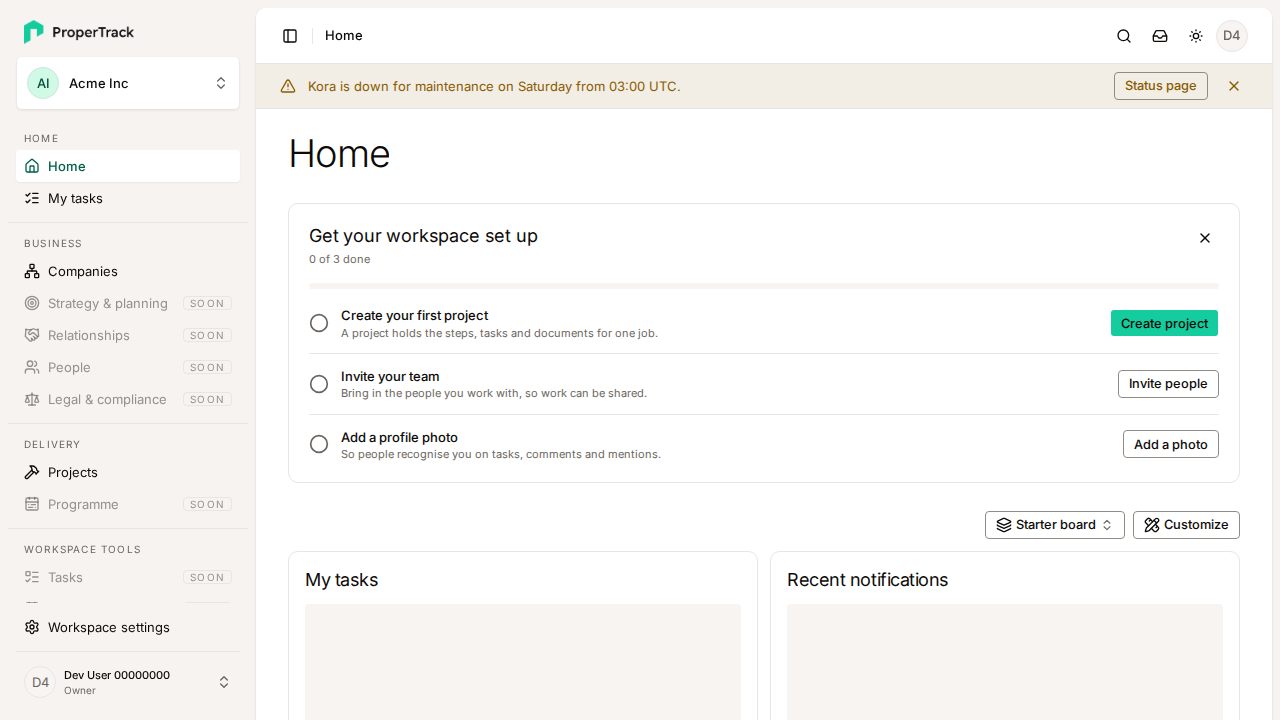 ProperTrack
AI
Acme Inc
HOME
Home
My tasks
BUSINESS
Companies
Strategy & planning SOON
Relationships SOON
People SOON
Legal & compliance SOON
DELIVERY
Projects
Programme SOON
WORKSPACE TOOLS
Tasks SOON
Workspace settings
D4
Dev User 00000000
Owner
Home
D4
Kora is down for maintenance on Saturday from 03:00 UTC.
Status page
Home
Get your workspace set up
0 of 3 done
Create your first project
A project holds the steps, tasks and documents for one job.
Create project
Invite your team
Bring in the people you work with, so work can be shared.
Invite people
Add a profile photo
So people recognise you on tasks, comments and mentions.
Add a photo
Starter board
Customize
My tasks
Recent notifications